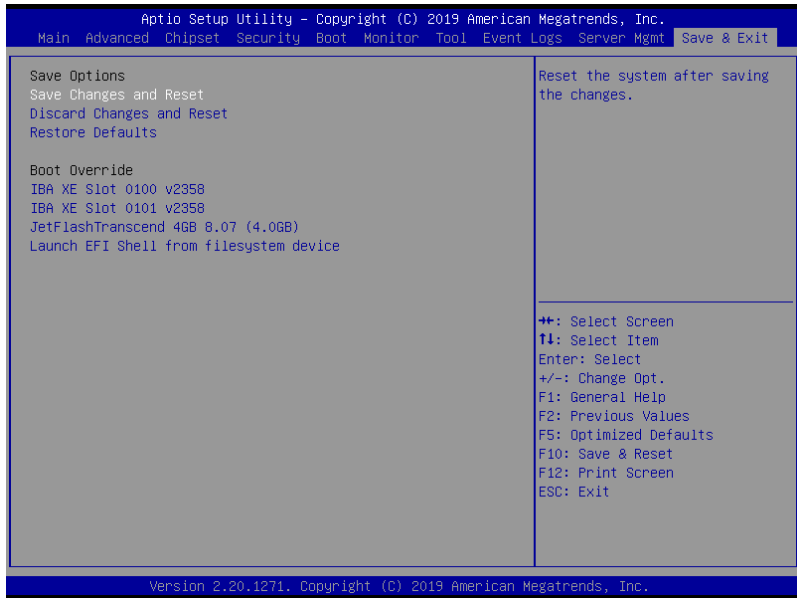 Aptio Setup Utility – Copyright (C) 2019 American Megatrends, Inc.
Main Advanced Chipset Security Boot Monitor Tool Event Logs Server Mgmt Save & Exit
Save Options
Save Changes and Reset
Discard Changes and Reset
Restore Defaults
Boot Override
IBA XE Slot 0100 v2358
IBA XE Slot 0101 v2358
JetFlashTranscend 4GB 8.07 (4.0GB)
Launch EFI Shell from filesystem device
Reset the system after saving
the changes.
→←: Select Screen
↑↓: Select Item
Enter: Select
+/-: Change Opt.
F1: General Help
F2: Previous Values
F5: Optimized Defaults
F10: Save & Reset
F12: Print Screen
ESC: Exit
Version 2.20.1271. Copyright (C) 2019 American Megatrends, Inc.